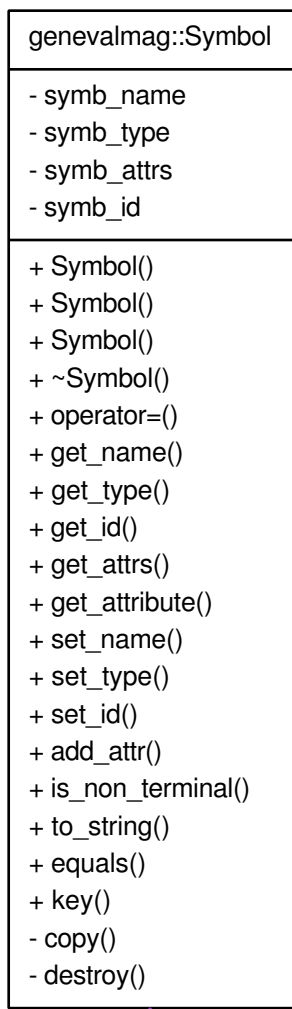 genevalmag::Symbol
- symb_name
- symb_type
- symb_attrs
- symb_id
+ Symbol()
+ Symbol()
+ Symbol()
+ ~Symbol()
+ operator=()
+ get_name()
+ get_type()
+ get_id()
+ get_attrs()
+ get_attribute()
+ set_name()
+ set_type()
+ set_id()
+ add_attr()
+ is_non_terminal()
+ to_string()
+ equals()
+ key()
- copy()
- destroy()